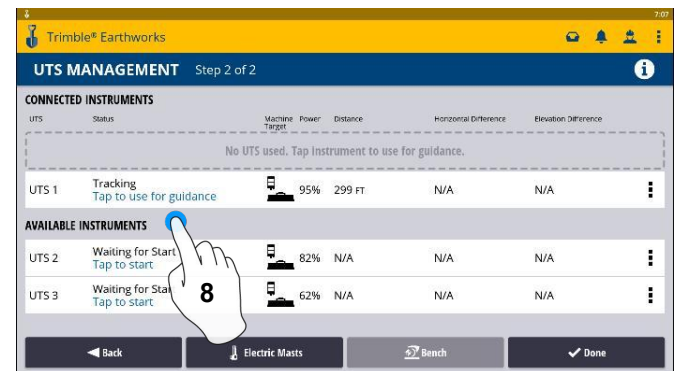 7:07
Trimble® Earthworks
UTS MANAGEMENT Step 2 of 2
CONNECTED INSTRUMENTS
UTS Status Machine Target Power Distance Horizontal Difference Elevation Difference
No UTS used. Tap instrument to use for guidance.
UTS 1 Tracking 95% 299 FT N/A N/A
Tap to use for guidance
AVAILABLE INSTRUMENTS
UTS 2 Waiting for Start 82% N/A N/A N/A
Tap to start
UTS 3 Waiting for 62% N/A N/A N/A
Tap to start
8
Back Electric Masts Bench Done